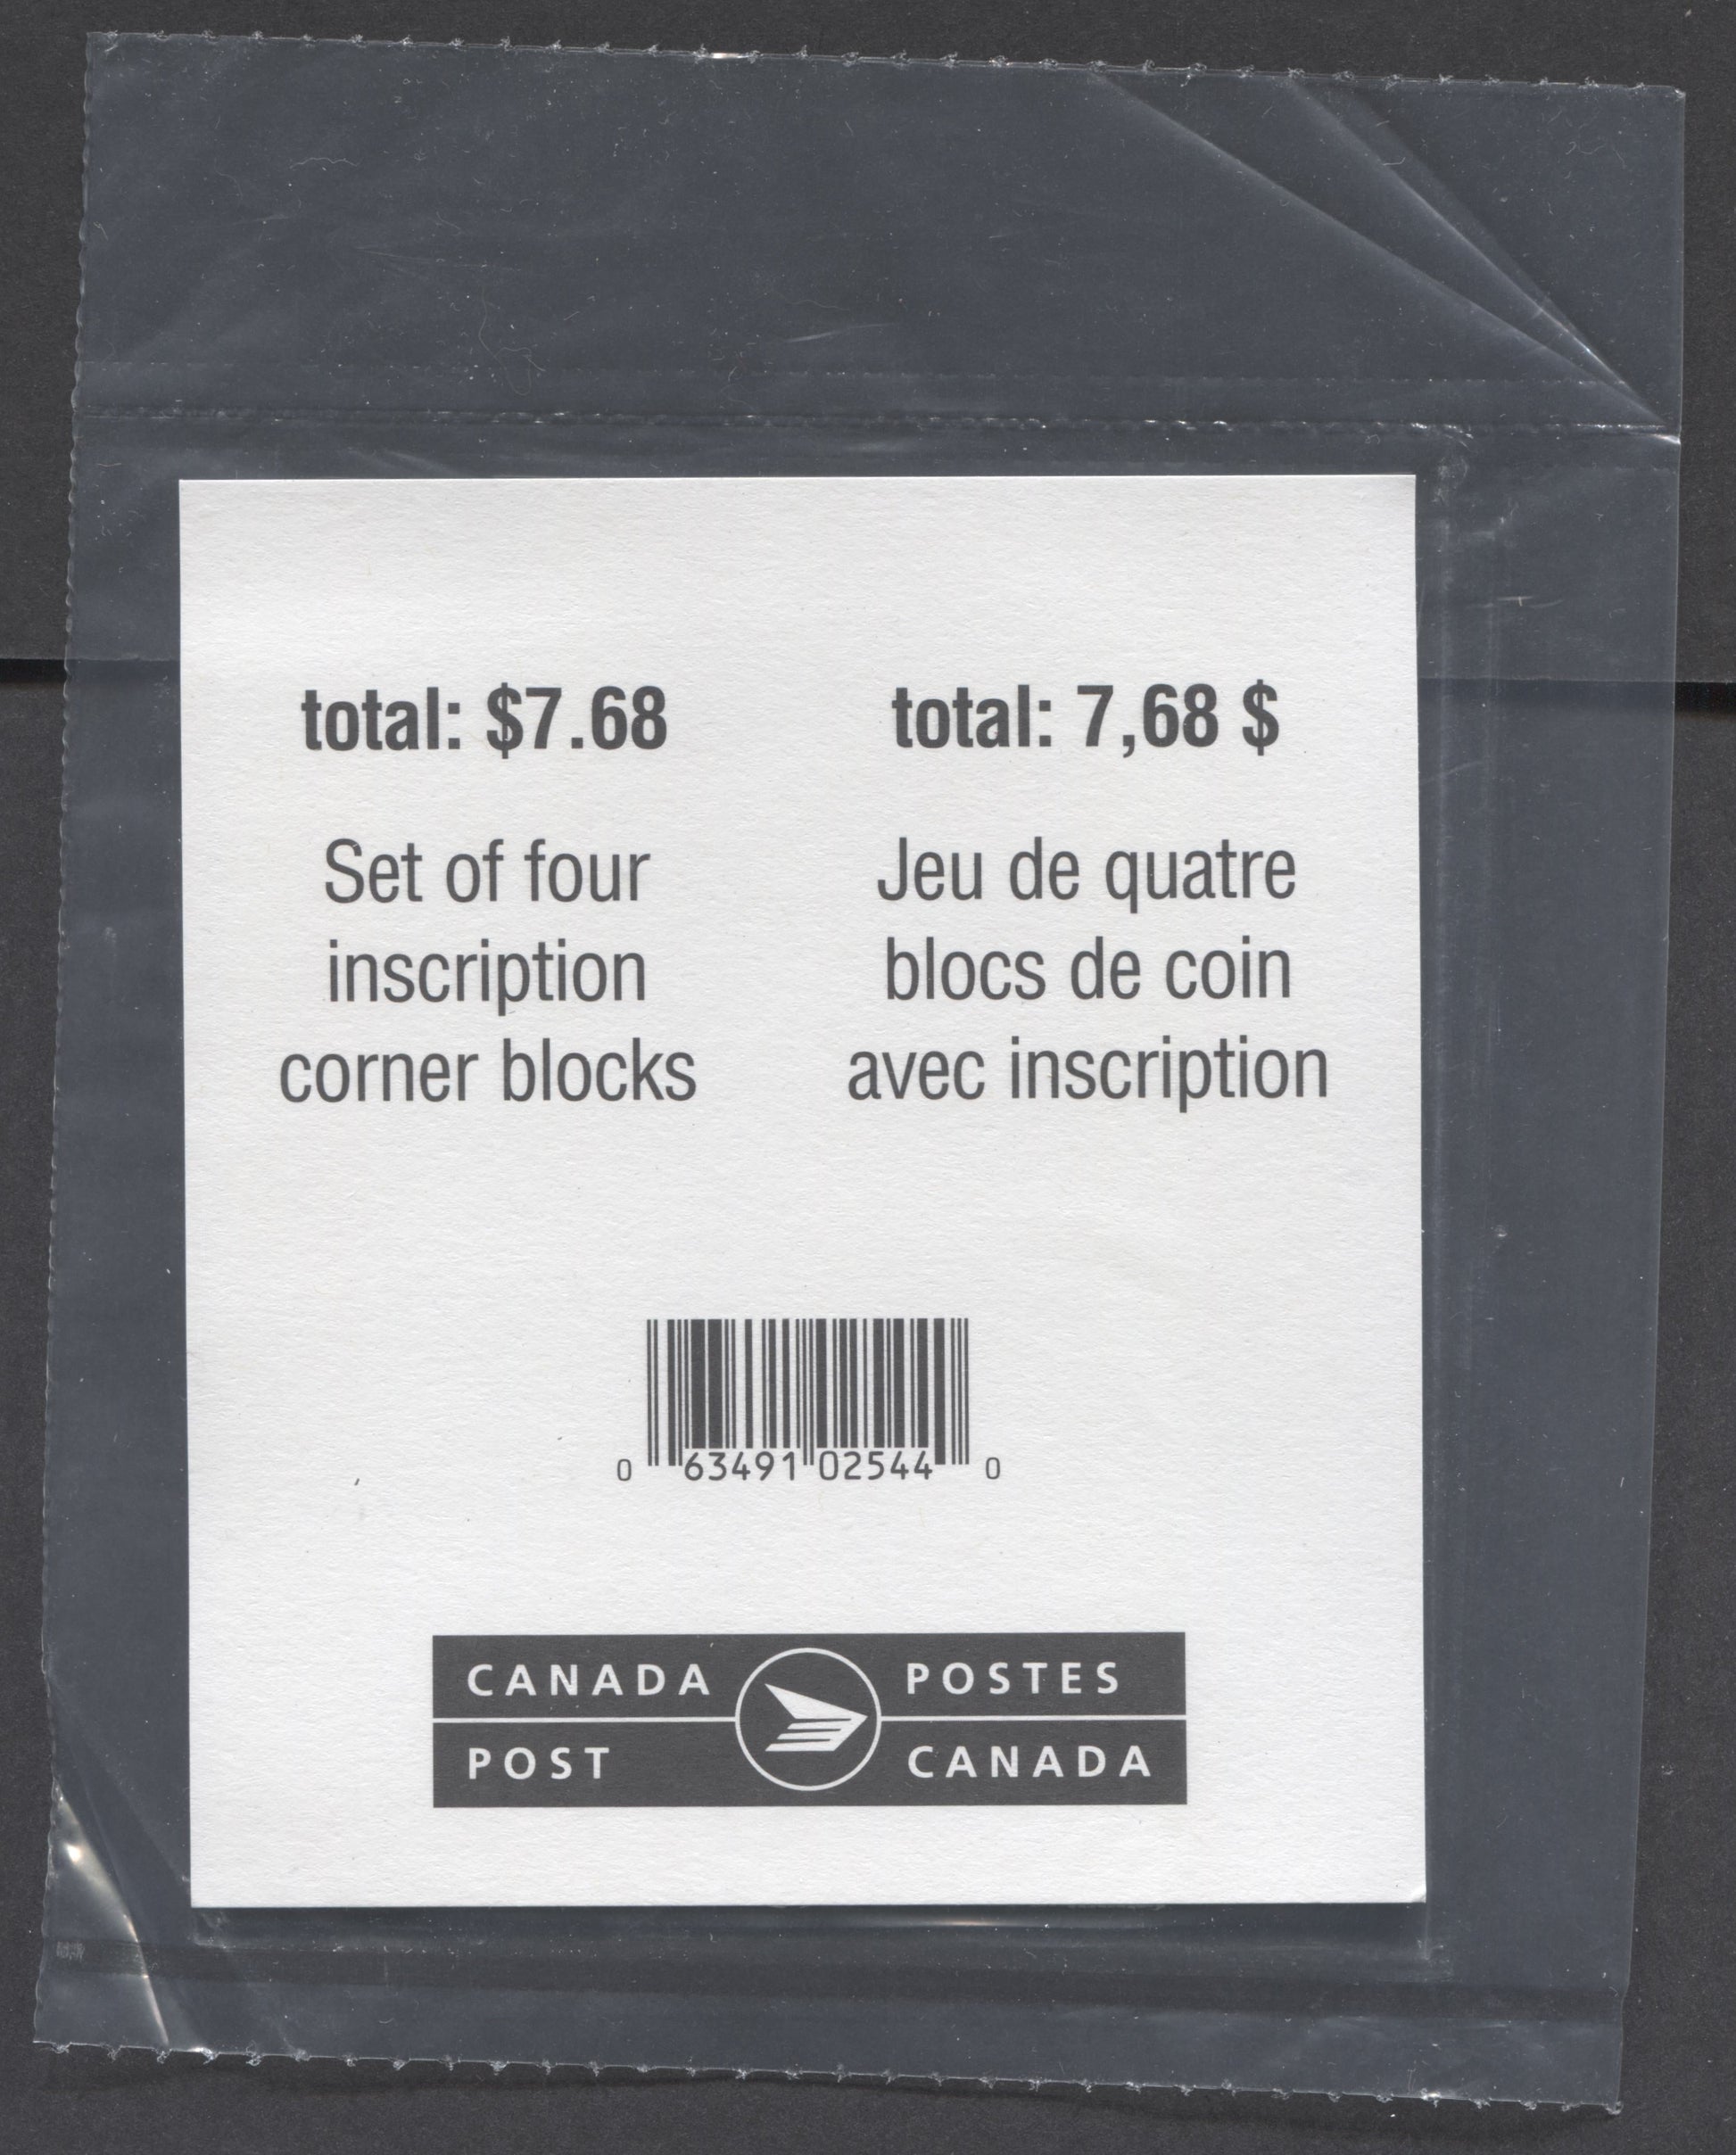 total: $7.68
Set of four
inscription
corner blocks
total: 7,68 $
Jeu de quatre
blocs de coin
avec inscription
0 63491 02544 0
CANADA
POST
POSTES
CANADA